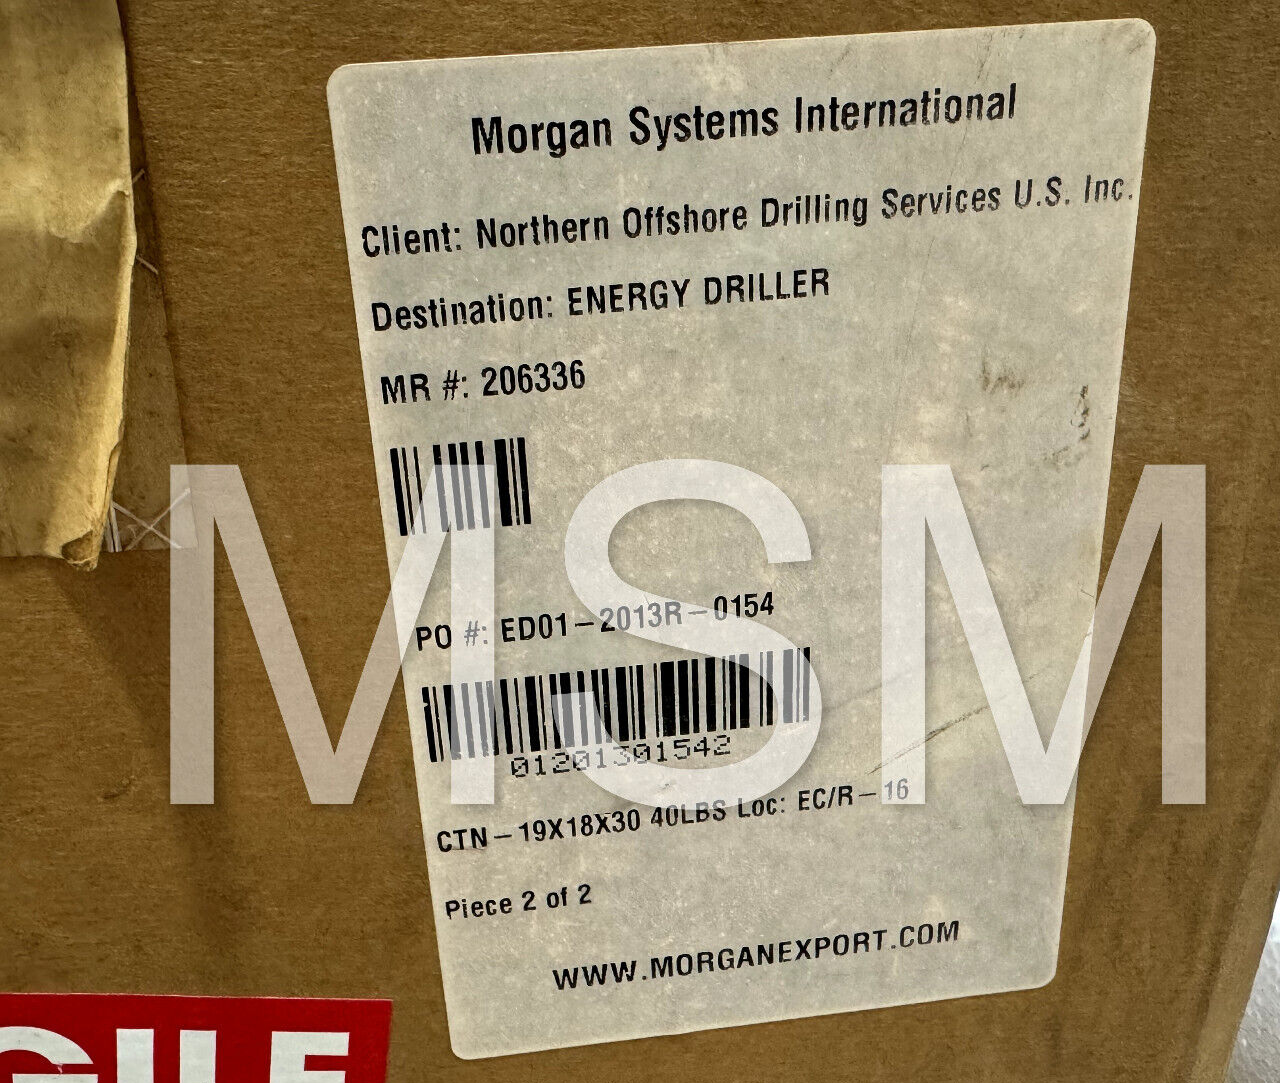 Morgan Systems International
Client: Northern Offshore Drilling Services U.S. Inc.
Destination: ENERGY DRILLER
MR #: 206336
MSM
PO #: ED01-2013R-0154
01201301542
CTN-19X18X30 40LBS Loc: EC/R-16
Piece 2 of 2
WWW.MORGANEXPORT.COM
GILE